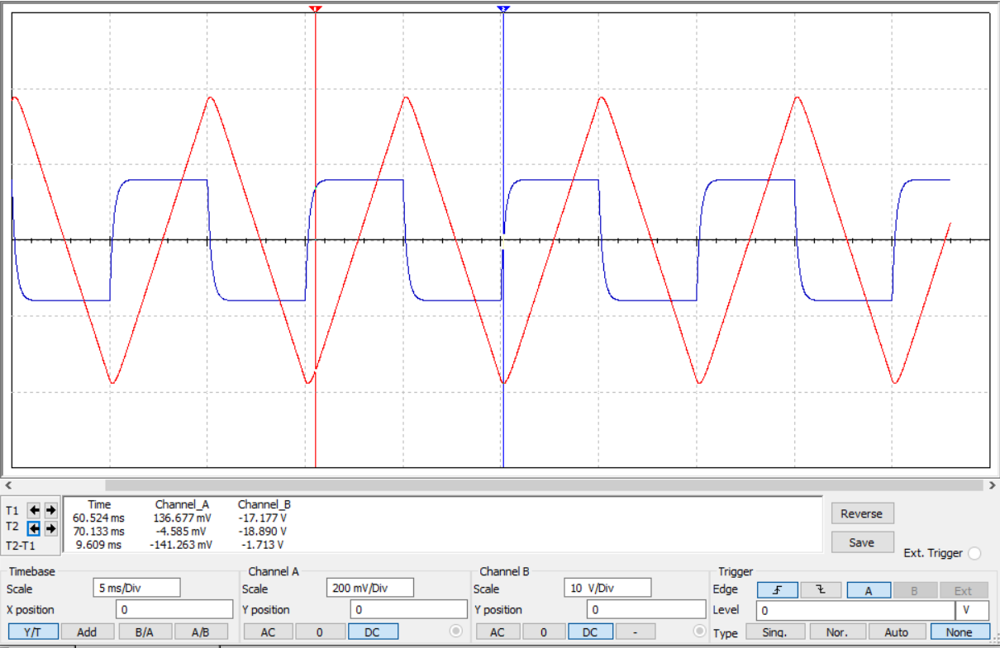 1 2
Time Channel_A Channel_B
T1 60.524 ms 136.677 mV -17.177 V
T2 70.133 ms -4.585 mV -18.890 V
T2-T1 9.609 ms -141.263 mV -1.713 V
Reverse
Save
Ext. Trigger
Timebase Channel A Channel B Trigger
Scale 5 ms/Div Scale 200 mV/Div Scale 10 V/Div Edge A B Ext
X position 0 Y position 0 Y position 0 Level 0 V
Y/T Add B/A A/B AC 0 DC AC 0 DC - Type Sing. Nor. Auto None